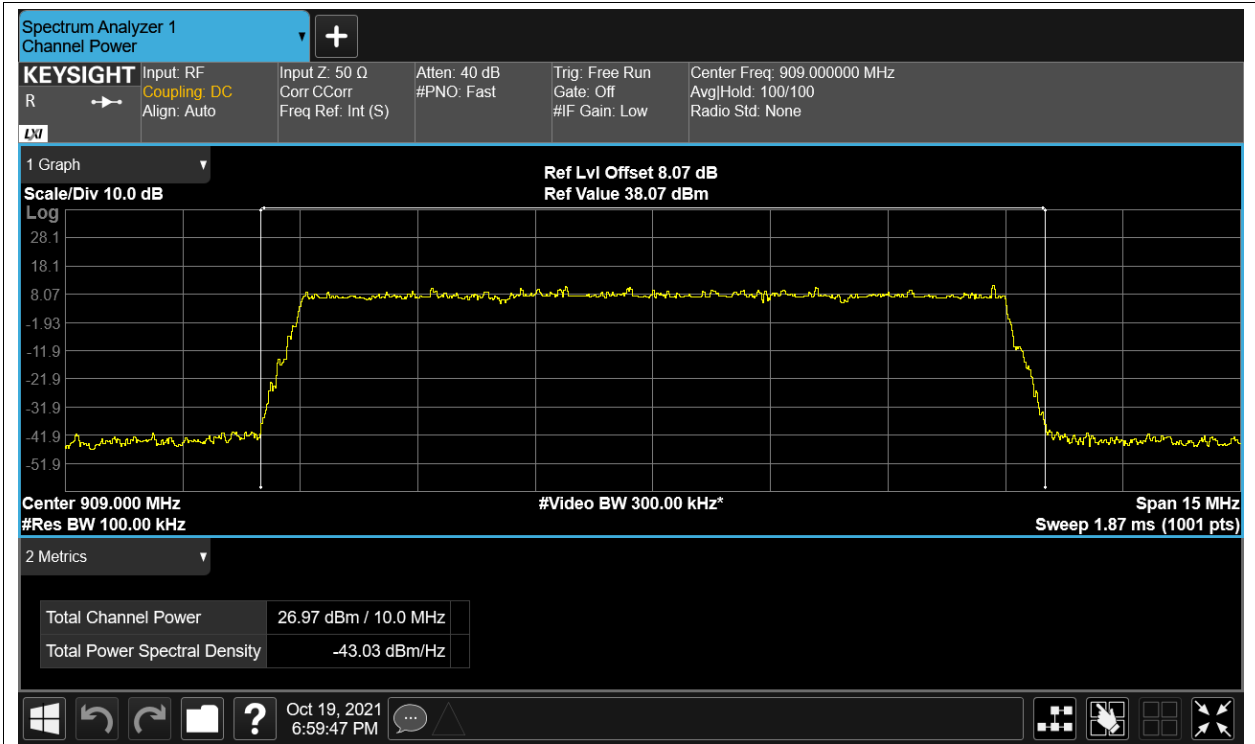 Spectrum Analyzer 1
Channel Power
KEYSIGHT
R
LXI
Input: RF
Coupling: DC
Align: Auto
Input Z: 50 Ω
Corr CCorr
Freq Ref: Int (S)
Atten: 40 dB
#PNO: Fast
Trig: Free Run
Gate: Off
#IF Gain: Low
Center Freq: 909.000000 MHz
Avg|Hold: 100/100
Radio Std: None
1 Graph
Scale/Div 10.0 dB
Ref Lvl Offset 8.07 dB
Ref Value 38.07 dBm
Log
28.1
18.1
8.07
-1.93
-11.9
-21.9
-31.9
-41.9
-51.9
Center 909.000 MHz
#Res BW 100.00 kHz
#Video BW 300.00 kHz*
Span 15 MHz
Sweep 1.87 ms (1001 pts)
2 Metrics
Total Channel Power 26.97 dBm / 10.0 MHz
Total Power Spectral Density -43.03 dBm/Hz
?
Oct 19, 2021
6:59:47 PM